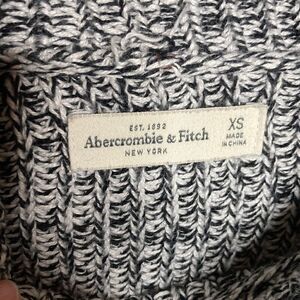 EST. 1892
Abercrombie & Fitch
NEW YORK
XS
MADE
IN CHINA